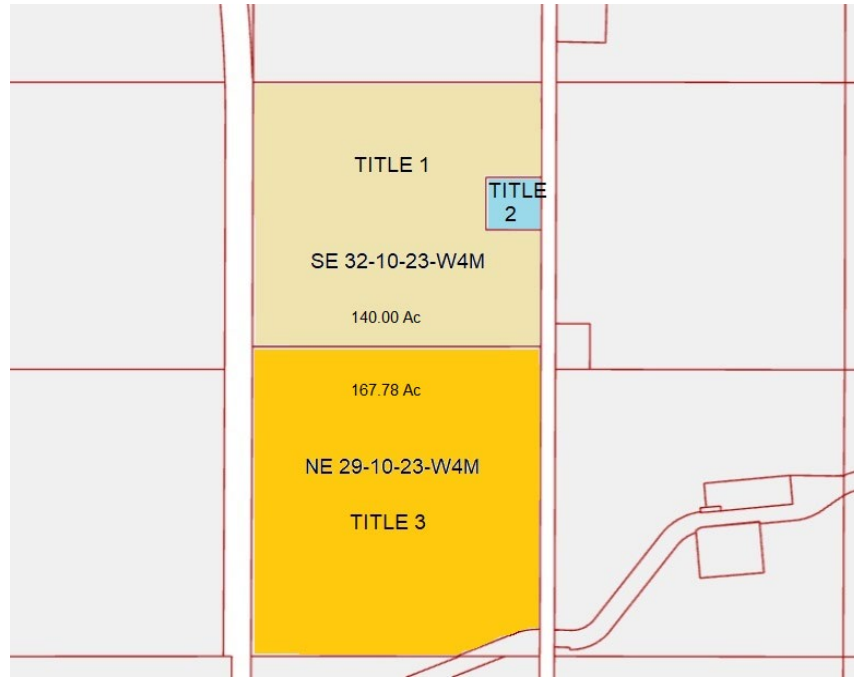 TITLE 1
TITLE
2
SE 32-10-23-W4M
140.00 Ac
167.78 Ac
NE 29-10-23-W4M
TITLE 3